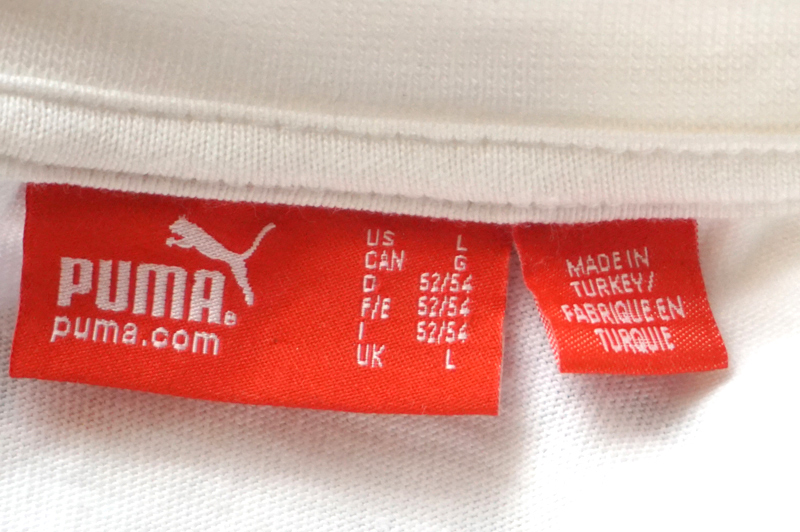 PUMA®
puma.com
US L
CAN G
D 52/54
F/E 52/54
I 52/54
UK L
MADE IN
TURKEY/
FABRIQUE EN
TURQUIE